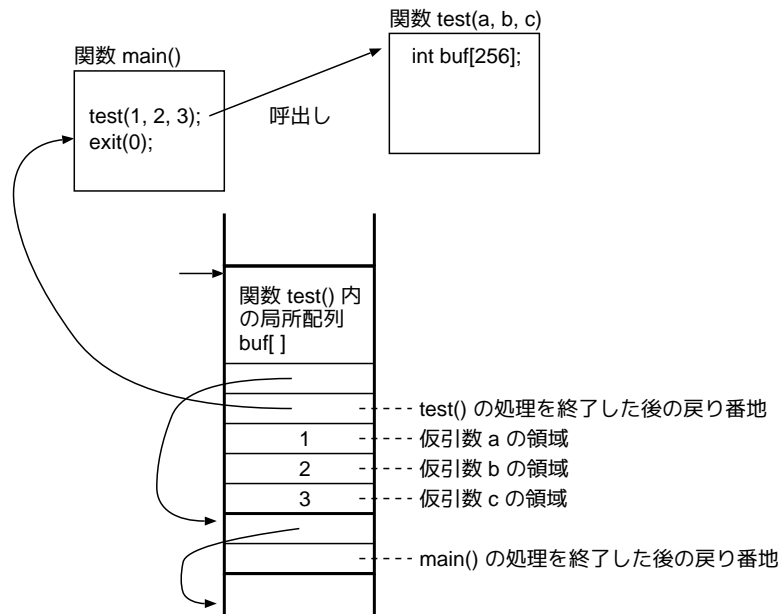 関数 test(a, b, c)
int buf[256];
関数 main()
test(1, 2, 3);
exit(0);
呼出し
関数 test() 内
の局所配列
buf[ ]
test() の処理を終了した後の戻り番地
1 仮引数 a の領域
2 仮引数 b の領域
3 仮引数 c の領域
main() の処理を終了した後の戻り番地